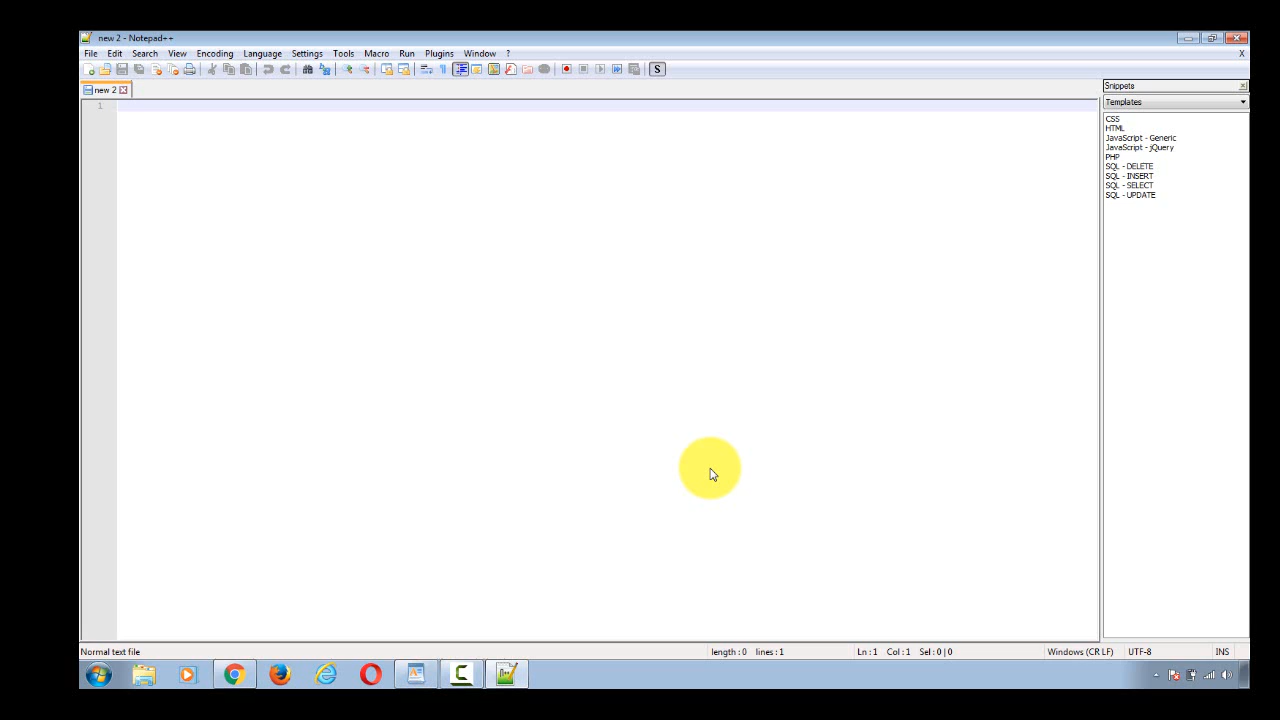 new 2 - Notepad++
File Edit Search View Encoding Language Settings Tools Macro Run Plugins Window ? X
S
new 2
Snippets
1
Templates
CSS
HTML
JavaScript - Generic
JavaScript - jQuery
PHP
SQL - DELETE
SQL - INSERT
SQL - SELECT
SQL - UPDATE
Normal text file length : 0 lines : 1 Ln : 1 Col : 1 Sel : 0 | 0 Windows (CR LF) UTF-8 INS